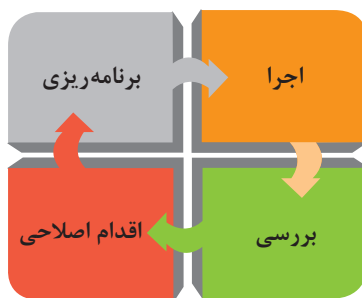 برنامه‌ریزی
اجرا
بررسی
اقدام اصلاحی